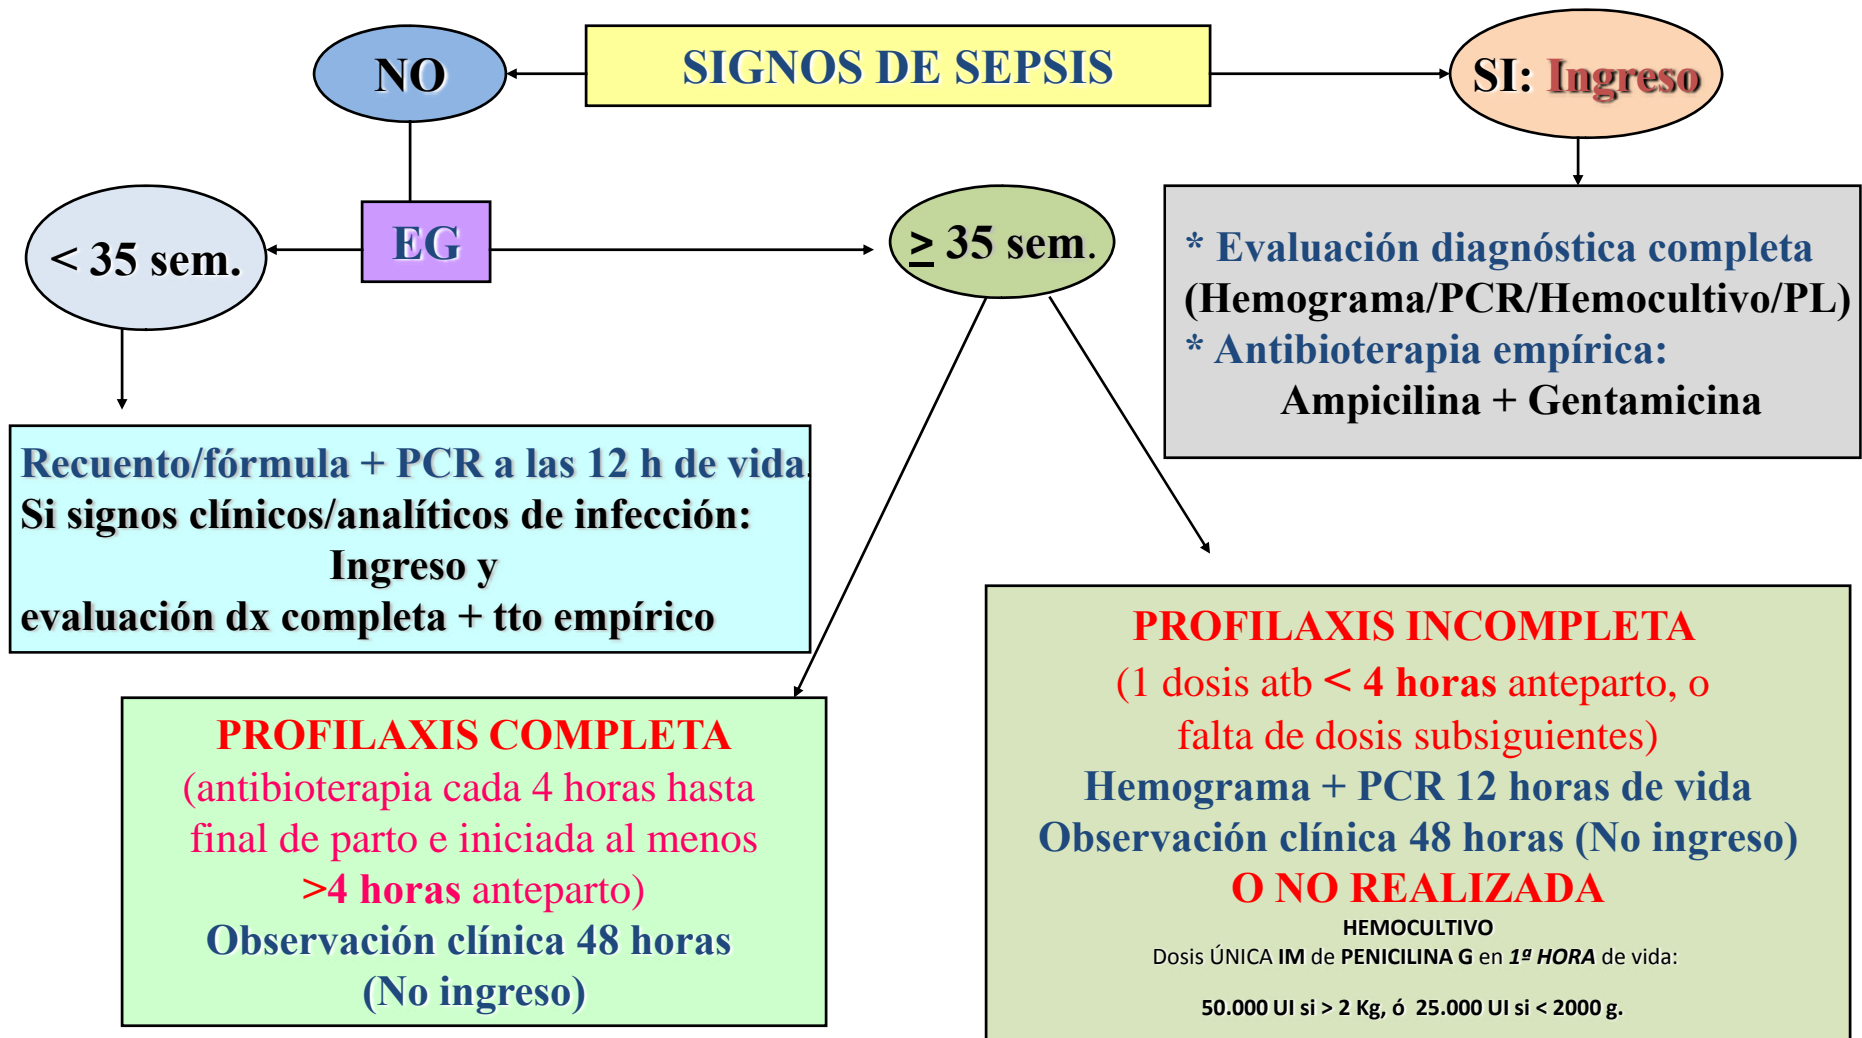 SIGNOS DE SEPSIS
NO
SI: Ingreso
EG
< 35 sem.
≥ 35 sem.
* Evaluación diagnóstica completa
(Hemograma/PCR/Hemocultivo/PL)
* Antibioterapia empírica:
Ampicilina + Gentamicina
Recuento/fórmula + PCR a las 12 h de vida.
Si signos clínicos/analíticos de infección:
Ingreso y
evaluación dx completa + tto empírico
PROFILAXIS COMPLETA
(antibioterapia cada 4 horas hasta
final de parto e iniciada al menos
>4 horas anteparto)
Observación clínica 48 horas
(No ingreso)
PROFILAXIS INCOMPLETA
(1 dosis atb < 4 horas anteparto, o
falta de dosis subsiguientes)
Hemograma + PCR 12 horas de vida
Observación clínica 48 horas (No ingreso)
O NO REALIZADA
HEMOCULTIVO
Dosis ÚNICA IM de PENICILINA G en 1ª HORA de vida:
50.000 UI si > 2 Kg, ó 25.000 UI si < 2000 g.